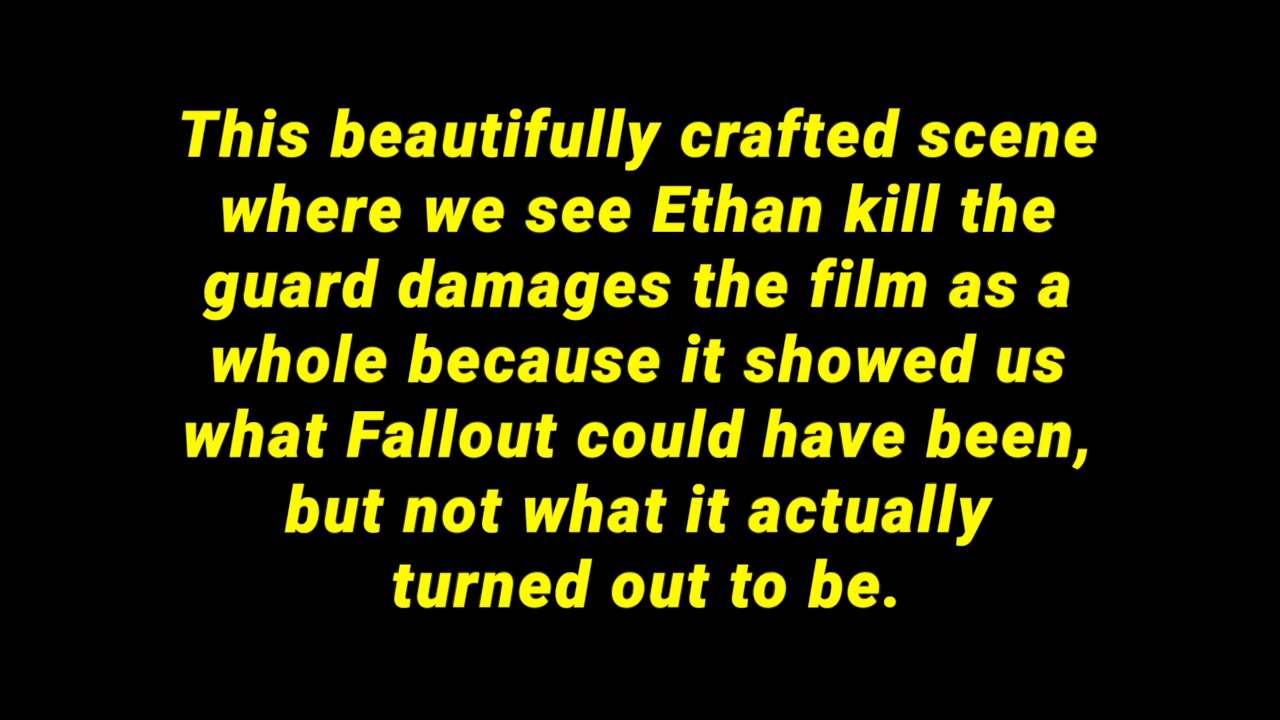 This beautifully crafted scene
where we see Ethan kill the
guard damages the film as a
whole because it showed us
what Fallout could have been,
but not what it actually
turned out to be.